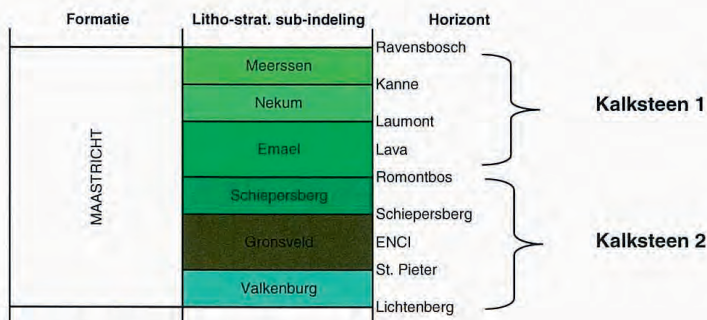 Formatie Litho-strat. sub-indeling Horizont
Ravensbosch
Meerssen
Kanne
Nekum
Kalksteen 1
Laumont
Emael
Lava
MAASTRICHT
Romontbos
Schiepersberg
Schiepersberg
Gronsveld
ENCI
Kalksteen 2
St. Pieter
Valkenburg
Lichtenberg